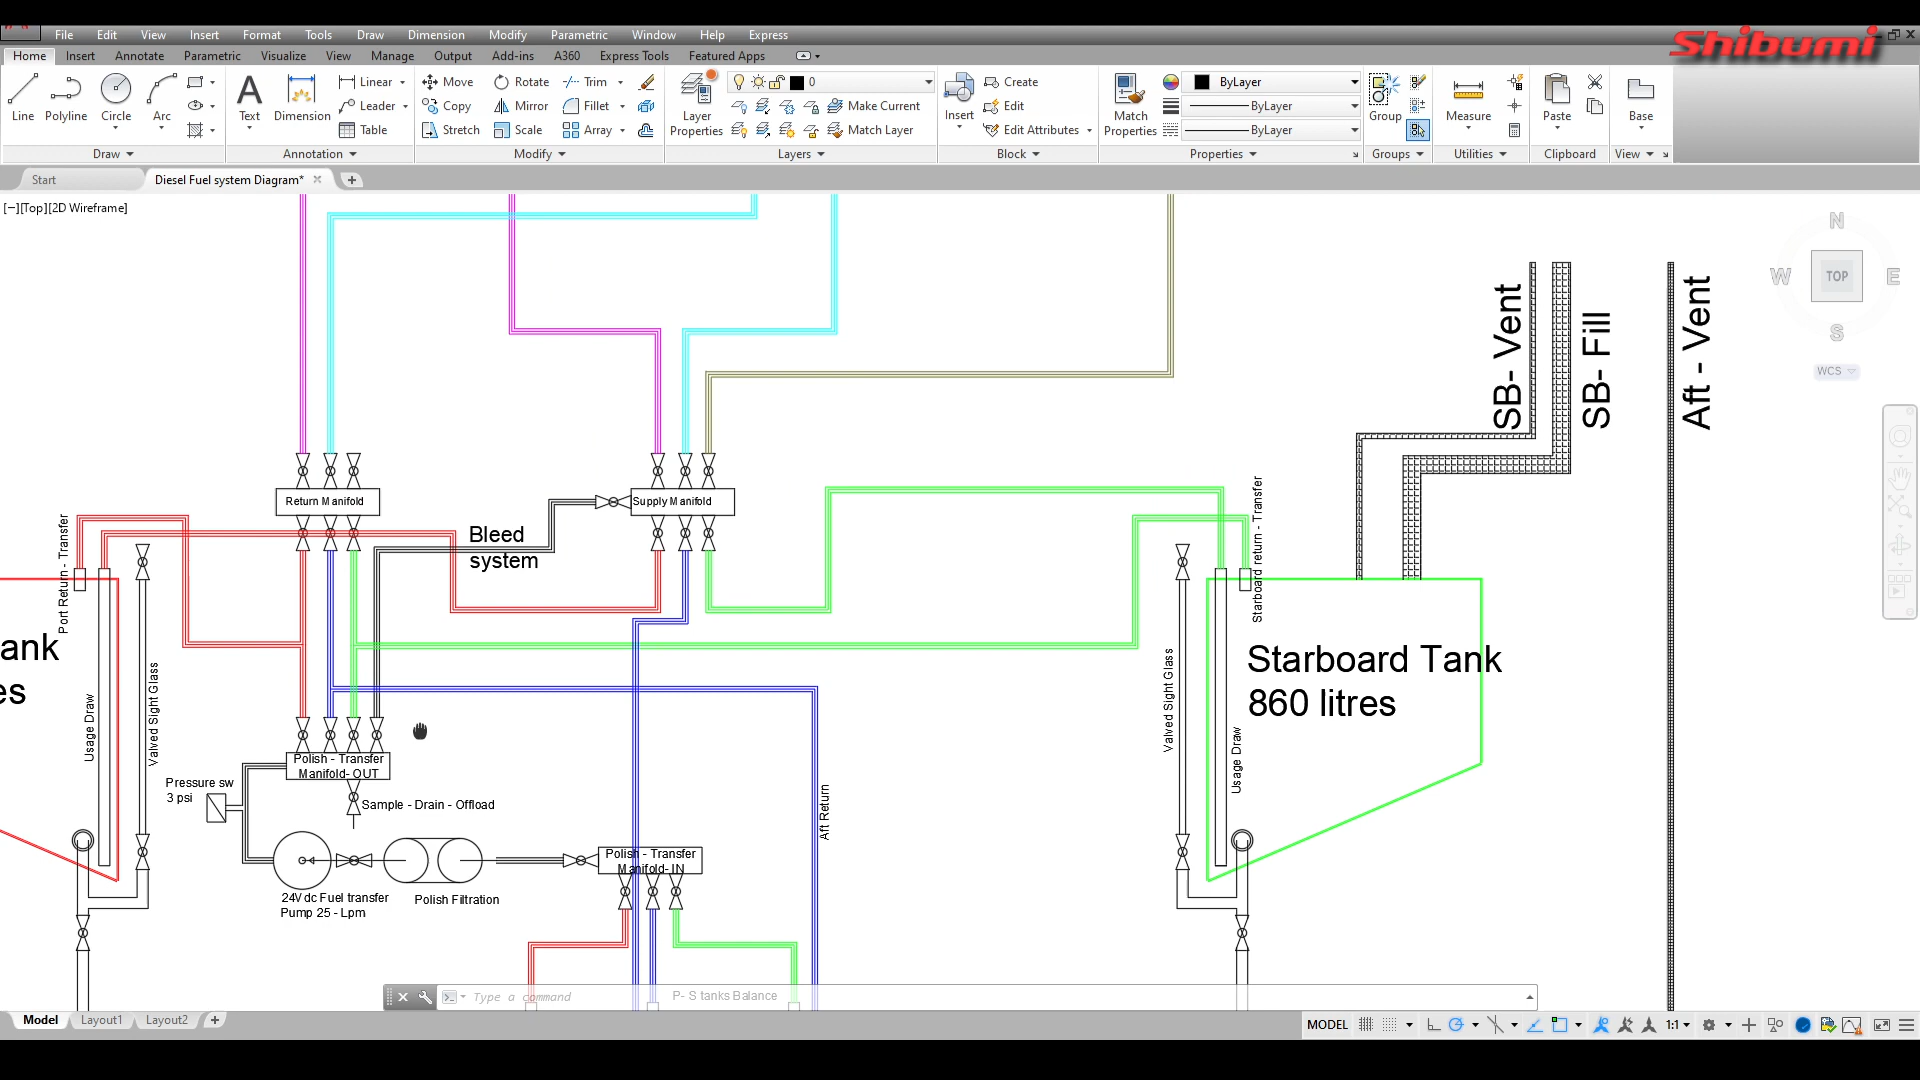 Shibumi
File Edit View Insert Format Tools Draw Dimension Modify Parametric Window Help Express
Home Insert Annotate Parametric Visualize View Manage Output Add-ins A360 Express Tools Featured Apps
Line Polyline Circle Arc
Text Dimension
Linear
Leader
Table
Move Rotate Trim
Copy Mirror Fillet
Stretch Scale Array
Layer Properties
0
Make Current
Match Layer
Insert
Create
Edit
Edit Attributes
Match Properties
ByLayer
ByLayer
ByLayer
Group
Measure
Paste
Base
Draw Annotation Modify Layers Block Properties Groups Utilities Clipboard View
Start
Diesel Fuel system Diagram*
[−][Top][2D Wireframe]
N
W TOP E
S
WCS
SB- Vent
SB- Fill
Aft - Vent
Return Manifold
Supply Manifold
Bleed
system
Port Return - Transfer
Starboard return - Transfer
ank
es
Usage Draw
Valved Sight Glass
Valved Sight Glass
Usage Draw
Starboard Tank
860 litres
Polish - Transfer
Manifold- OUT
Pressure sw
3 psi
Sample - Drain - Offload
Aft Return
Polish - Transfer
Manifold- IN
24V dc Fuel transfer
Pump 25 - Lpm
Polish Filtration
Type a command
P- S tanks Balance
Model Layout1 Layout2
MODEL
1:1